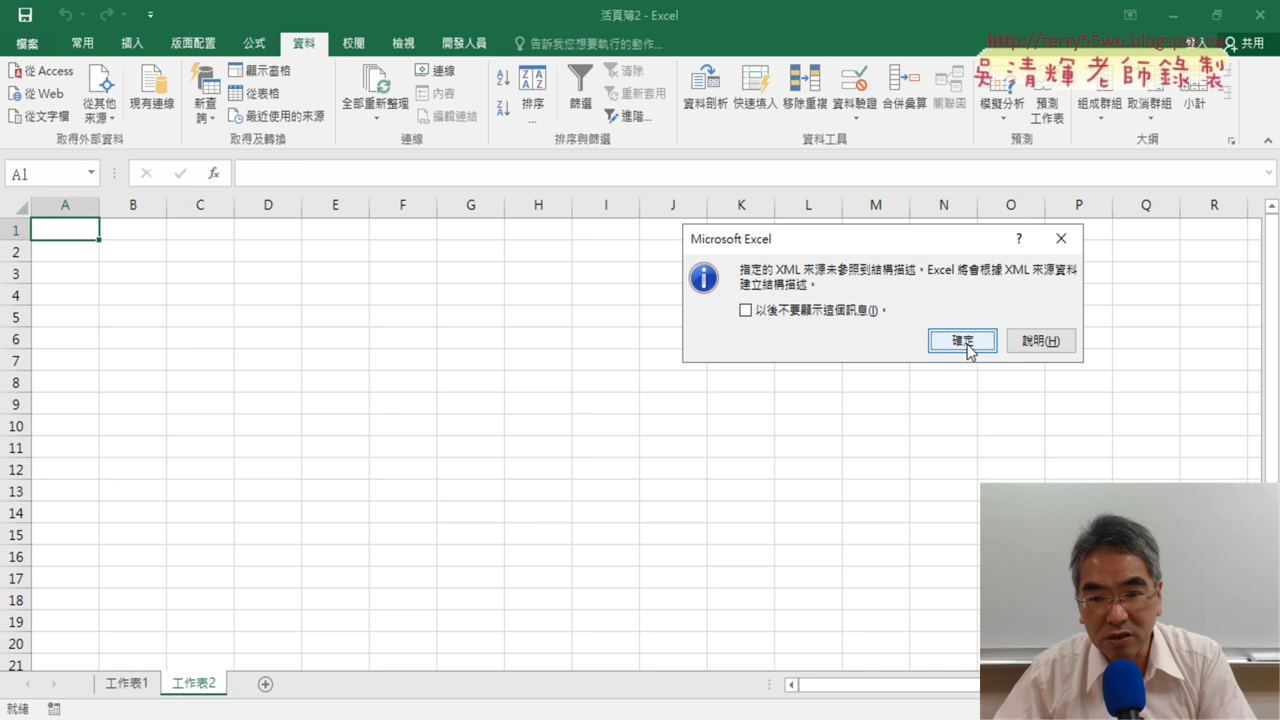 活頁簿2 - Excel
http://terry55wu.blogspot.tw
吳清輝老師錄製
檔案 常用 插入 版面配置 公式 資料 校閱 檢視 開發人員 告訴我您想要執行的動作... 共用
從 Access
從 Web
從文字檔
從其他來源
現有連線
取得外部資料
新查詢
顯示窗格
從表格
最近使用的來源
取得及轉換
全部重新整理
連線
內容
編輯連結
連線
排序...
篩選
清除
重新套用
進階...
排序與篩選
資料剖析 快速填入 移除重複 資料驗證 合併彙算 關聯圖
資料工具
模擬分析 預測工作表
預測
組成群組 取消群組 小計
大綱
A1
fx
A B C D E F G H I J K L M N O P Q R
1
2
3
4
5
6
7
8
9
10
11
12
13
14
15
16
17
18
19
20
21
Microsoft Excel
指定的 XML 來源未參照到結構描述。Excel 將會根據 XML 來源資料
建立結構描述。
以後不要顯示這個訊息(I)。
確定 說明(H)
工作表1 工作表2
就緒